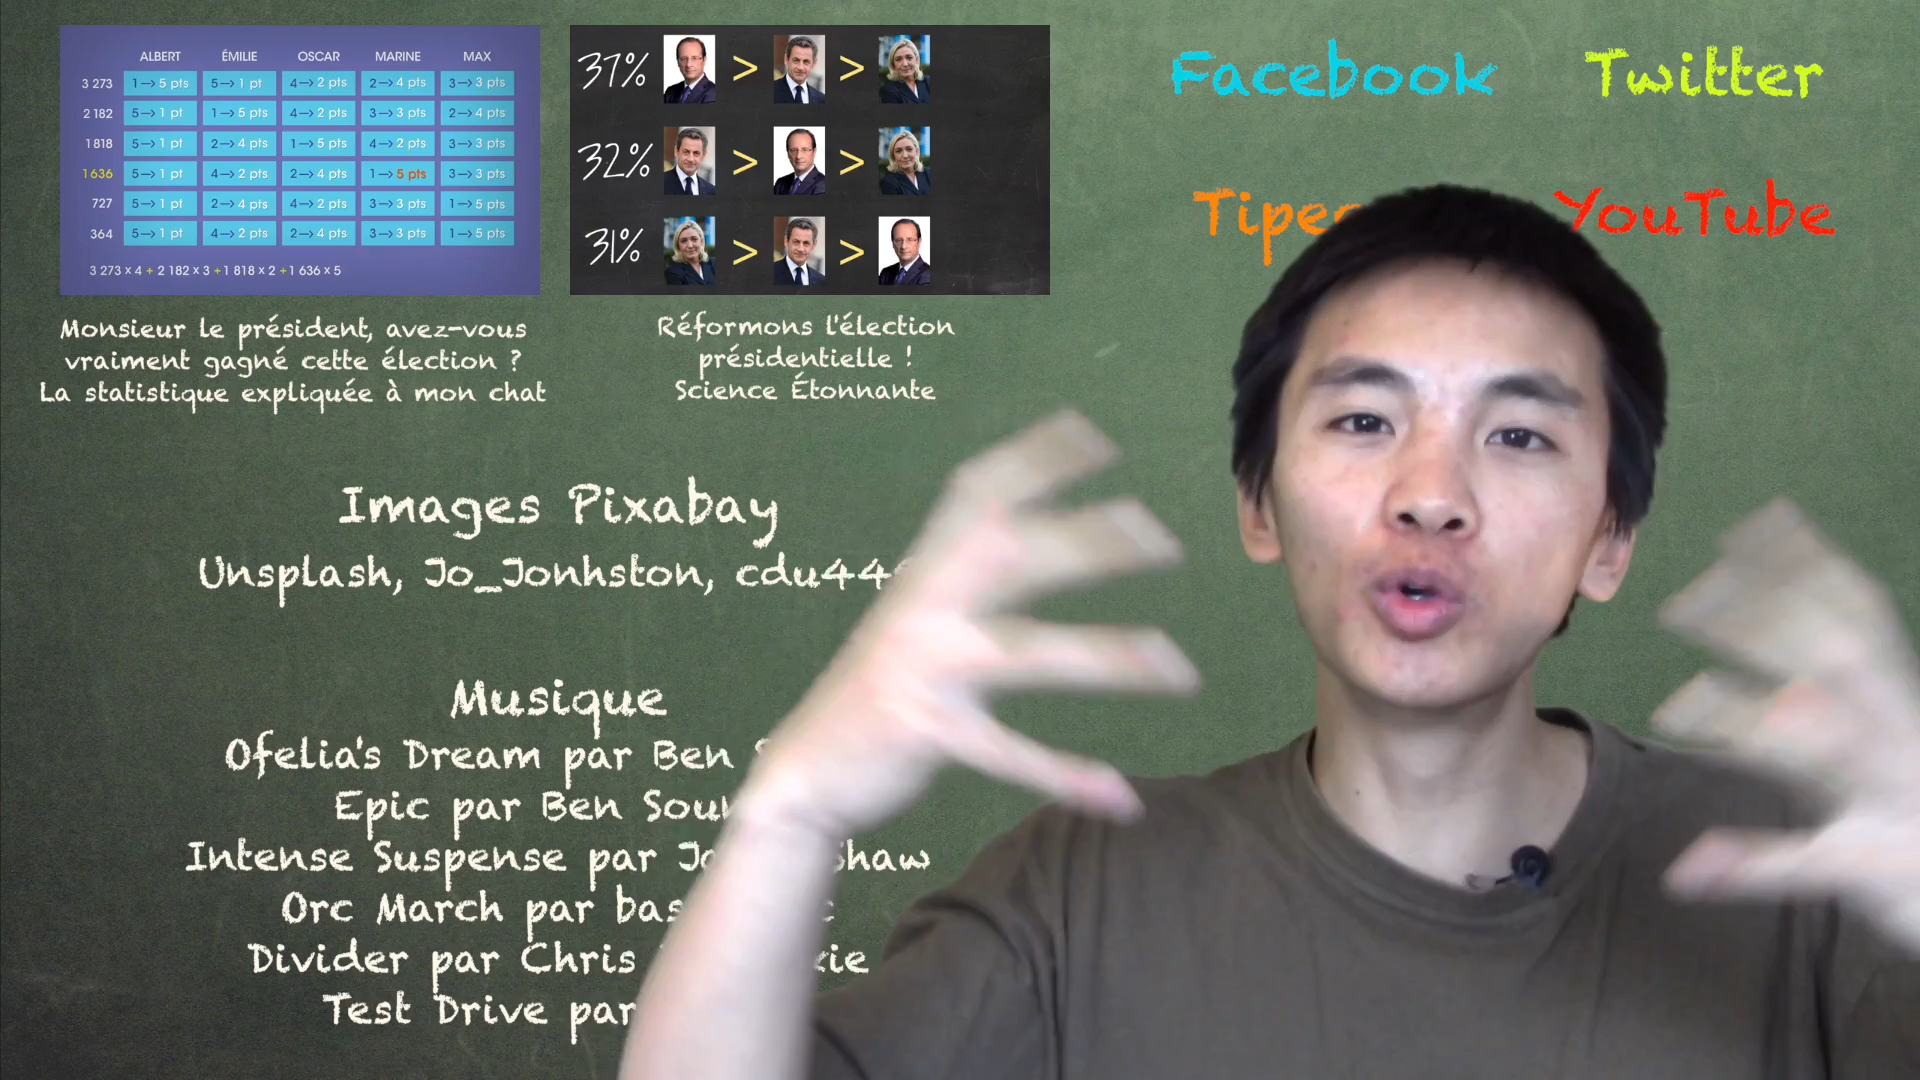 ALBERT ÉMILIE OSCAR MARINE MAX
3 273 1→5 pts 5→1 pt 4→2 pts 2→4 pts 3→3 pts
2 182 5→1 pt 1→5 pts 4→2 pts 3→3 pts 2→4 pts
1 818 5→1 pt 2→4 pts 1→5 pts 4→2 pts 3→3 pts
1 636 5→1 pt 4→2 pts 2→4 pts 1→5 pts 3→3 pts
727 5→1 pt 2→4 pts 4→2 pts 3→3 pts 1→5 pts
364 5→1 pt 4→2 pts 2→4 pts 3→3 pts 1→5 pts
3 273 x 4 + 2 182 x 3 + 1 818 x 2 + 1 636 x 5
Monsieur le président, avez-vous
vraiment gagné cette élection ?
La statistique expliquée à mon chat
37% > >
32% > >
31% > >
Réformons l'élection
présidentielle !
Science Étonnante
Facebook Twitter
YouTube
Images Pixabay
Unsplash, Jo_Jonhston,
Musique
Ofelia's Dream par Ben
Epic par Ben
Intense Suspense par
Orc March par
Divider par Chris
Test Drive par